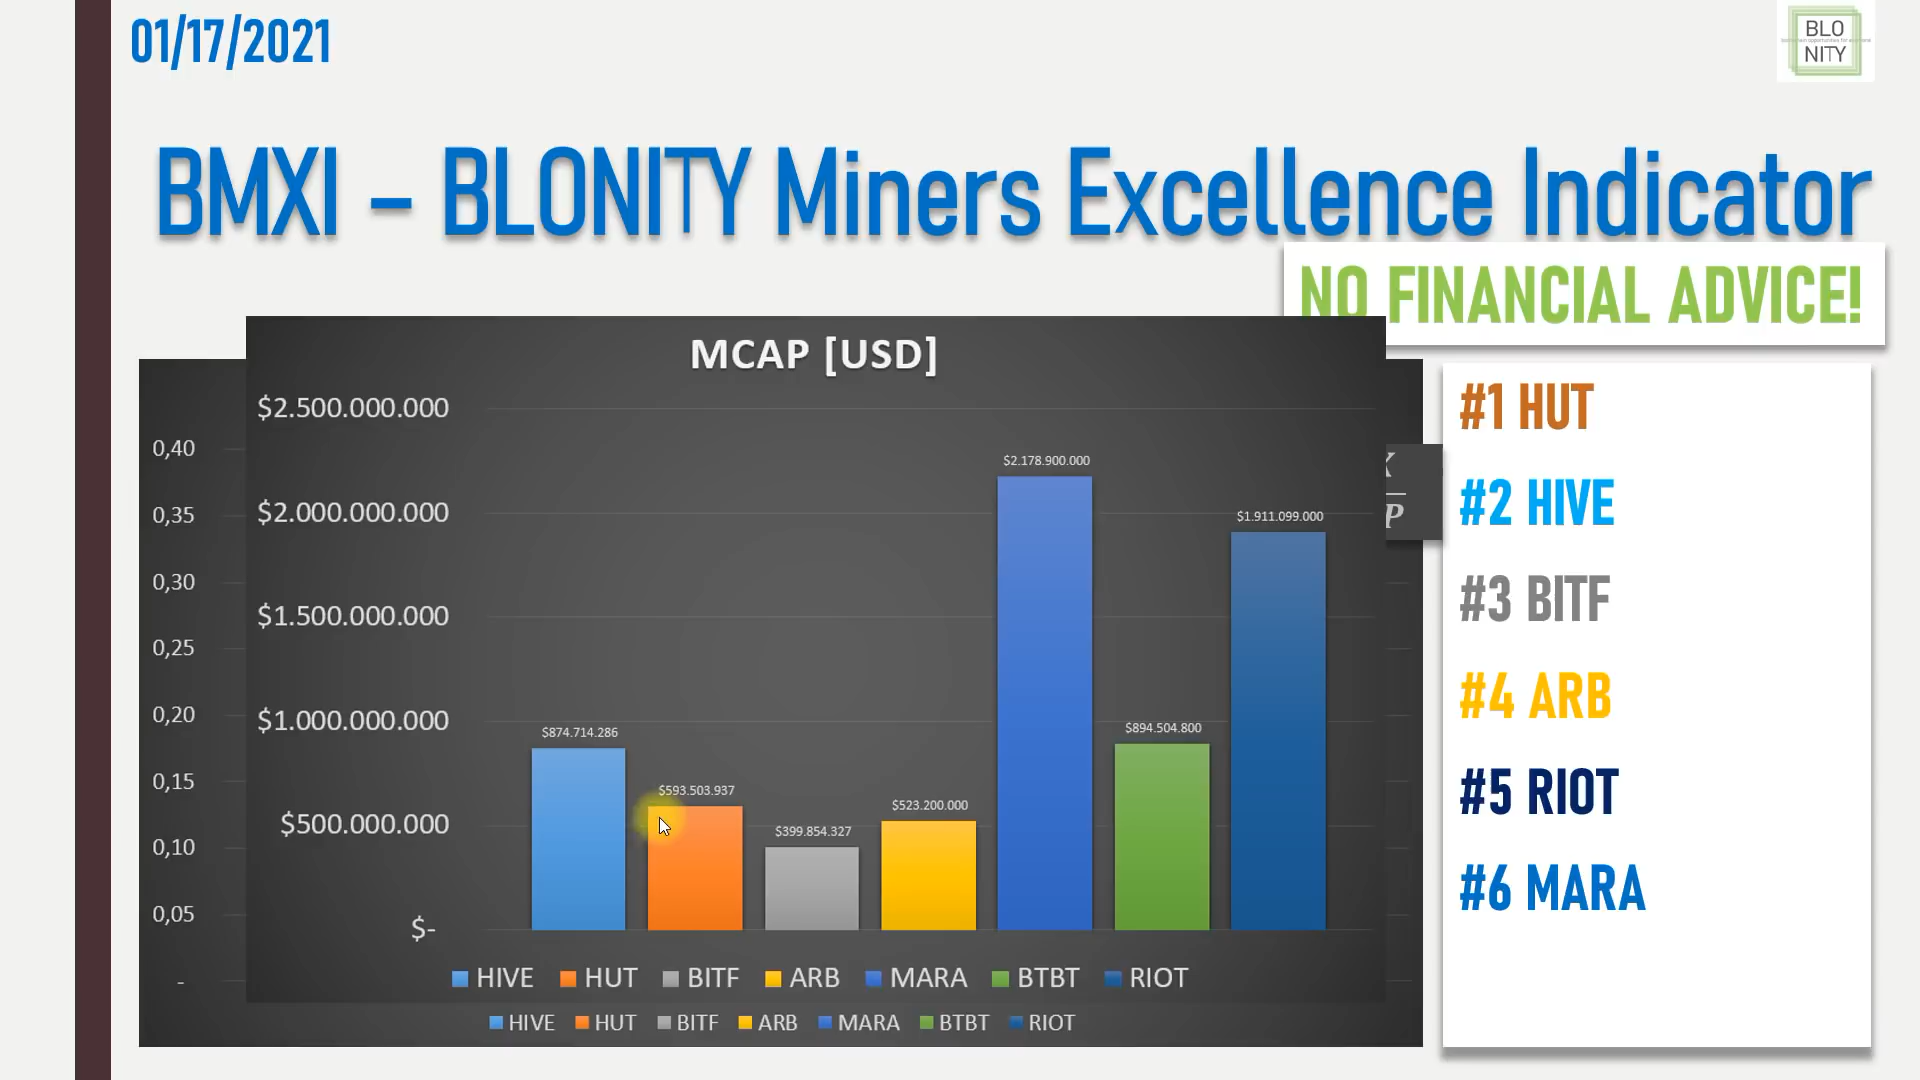 01/17/2021
BLO
NITY
BMXI – BLONITY Miners Excellence Indicator
NO FINANCIAL ADVICE!
MCAP [USD]
$2.500.000.000
$2.000.000.000
$1.500.000.000
$1.000.000.000
$500.000.000
$-
0,40
0,35
0,30
0,25
0,20
0,15
0,10
0,05
-
$874.714.286
$593.503.937
$399.854.327
$523.200.000
$2.178.900.000
$894.504.800
$1.911.099.000
HIVE HUT BITF ARB MARA BTBT RIOT
HIVE HUT BITF ARB MARA BTBT RIOT
P
#1 HUT
#2 HIVE
#3 BITF
#4 ARB
#5 RIOT
#6 MARA